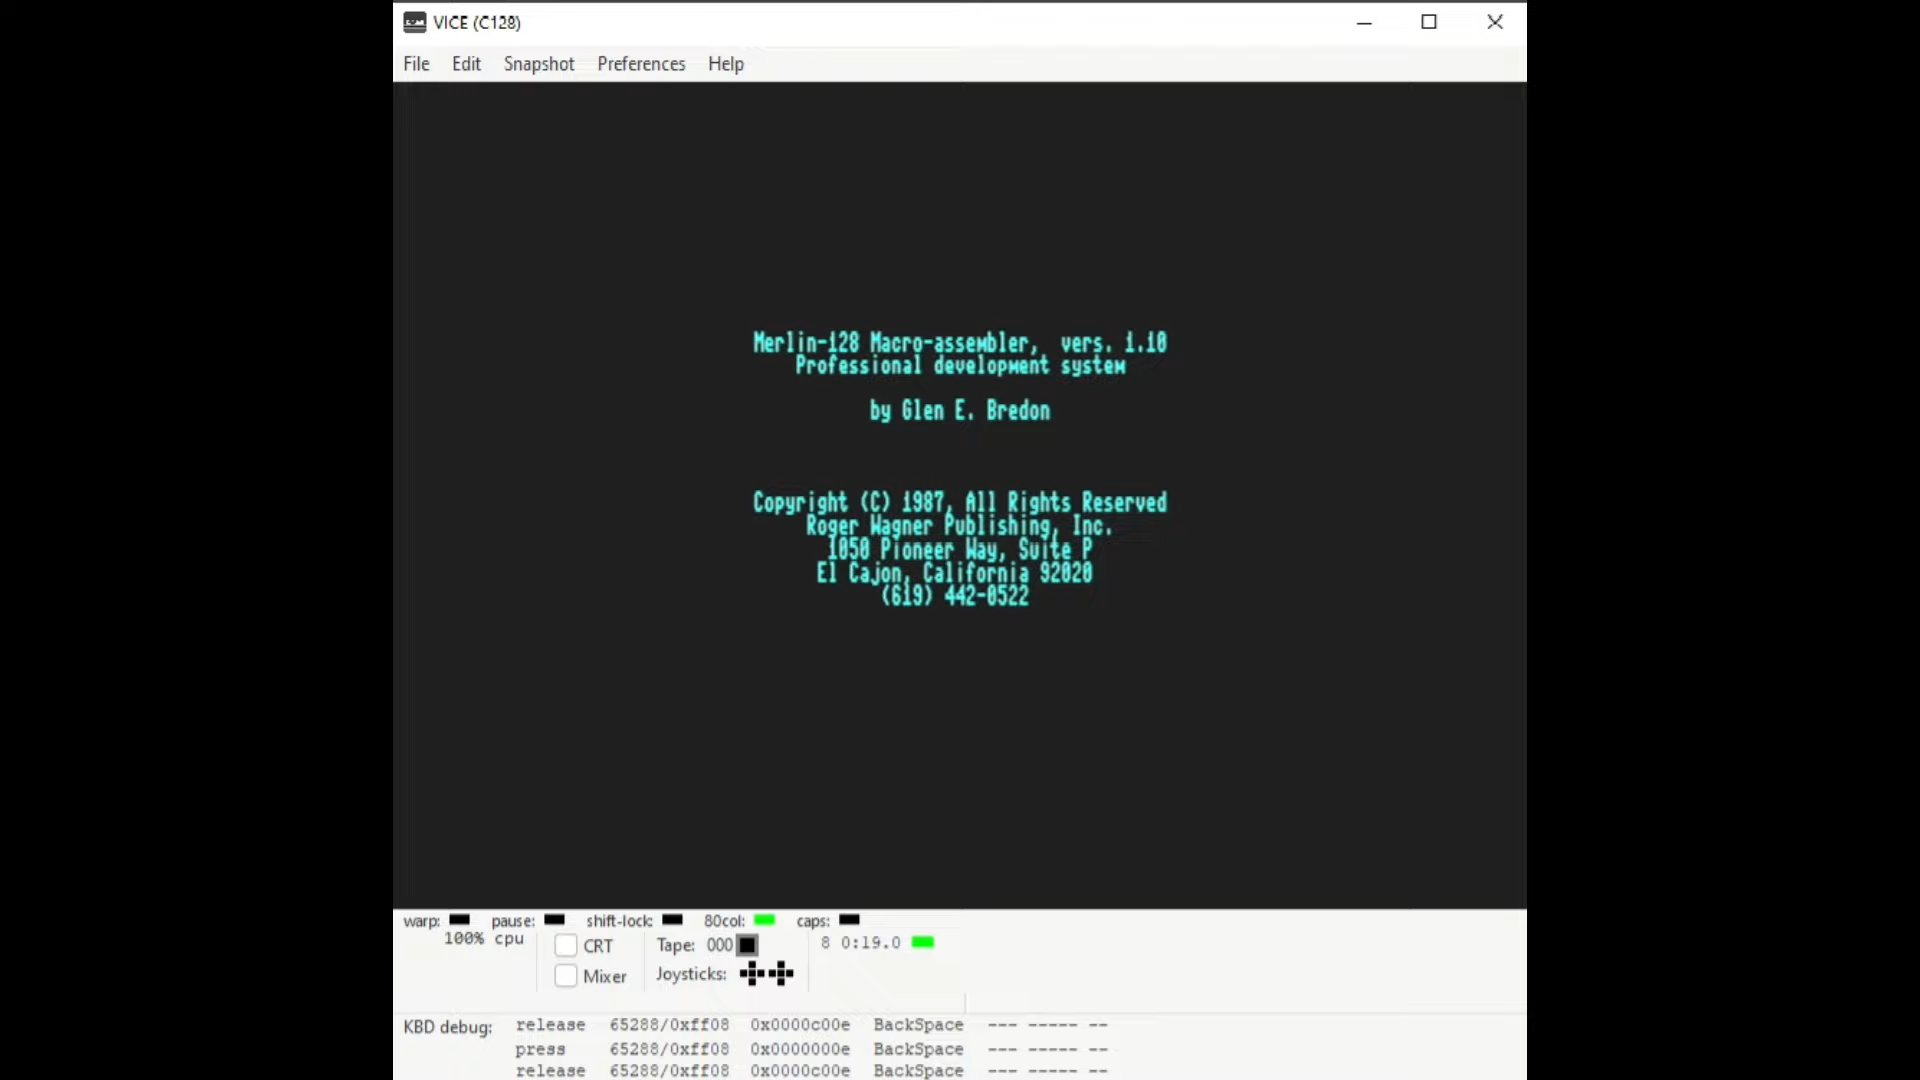 VICE (C128)
File Edit Snapshot Preferences Help
Merlin-128 Macro-assembler, vers. 1.10
Professional development system
by Glen E. Bredon
Copyright (C) 1987, All Rights Reserved
Roger Wagner Publishing, Inc.
1050 Pioneer Way, Suite P
El Cajon, California 92020
(619) 442-0522
warp: pause: shift-lock: 80col: caps:
100% cpu CRT Tape: 000 8 0:19.0
Mixer Joysticks:
KBD debug: release 65288/0xff08 0x0000c00e BackSpace --- ----- --
press 65288/0xff08 0x0000000e BackSpace --- ----- --
release 65288/0xff08 0x0000c00e BackSpace --- ----- --